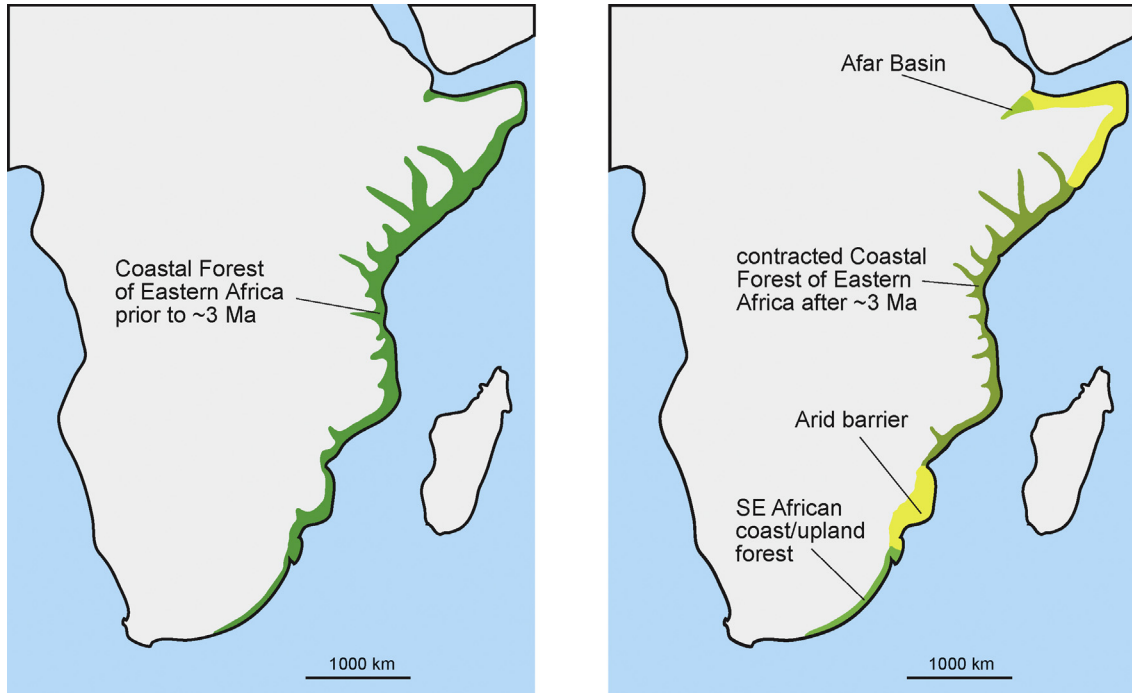 Coastal Forest
of Eastern Africa
prior to ~3 Ma
1000 km
Afar Basin
contracted Coastal
Forest of Eastern
Africa after ~3 Ma
Arid barrier
SE African
coast/upland
forest
1000 km